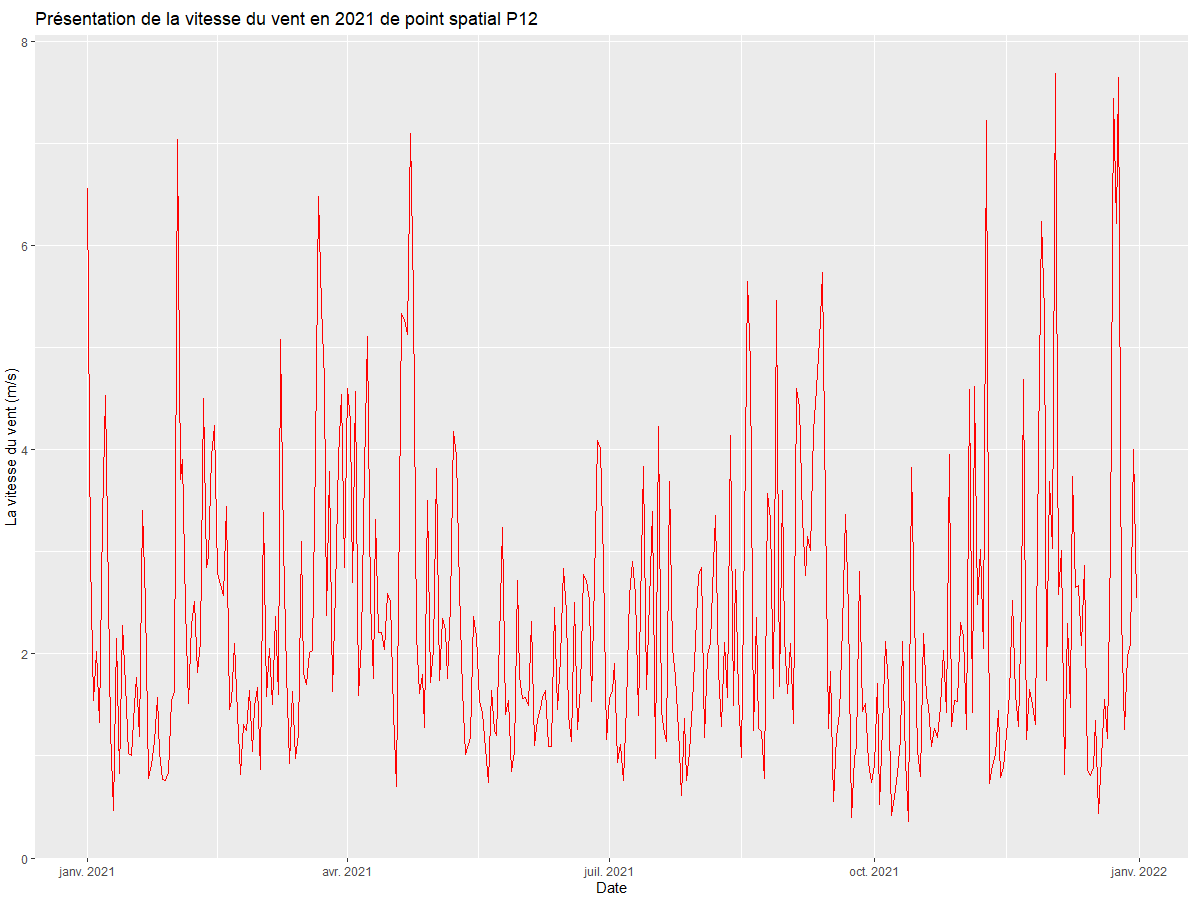 Présentation de la vitesse du vent en 2021 de point spatial P12
8
6
4
2
0
La vitesse du vent (m/s)
janv. 2021 avr. 2021 juil. 2021 oct. 2021 janv. 2022
Date